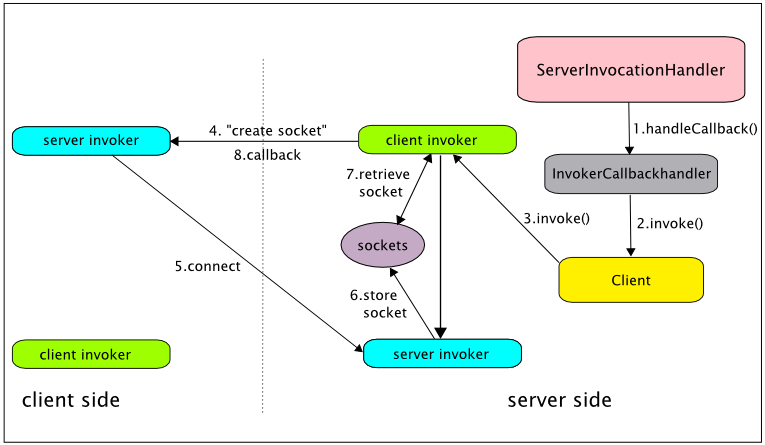 ServerInvocationHandler
1.handleCallback()
4. "create socket"
server invoker
client invoker
8.callback
7.retrieve
socket
InvokerCallbackhandler
3.invoke()
2.invoke()
sockets
5.connect
Client
6.store
socket
client invoker
server invoker
client side
server side